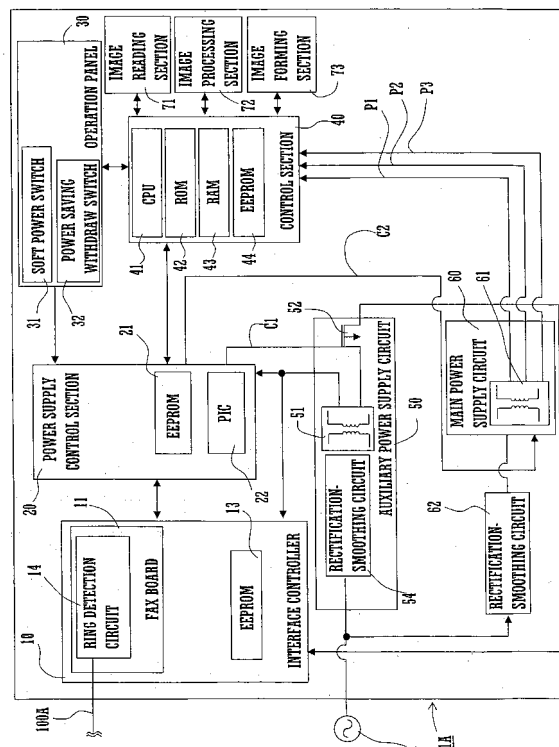 30
OPERATION PANEL
SOFT POWER SWITCH
POWER SAVING
WITHDRAW SWITCH
31
32
IMAGE
READING SECTION
71
IMAGE
PROCESSING
SECTION
72
IMAGE
FORMING SECTION
73
40
CPU
ROM
RAM
EEPROM
CONTROL SECTION
41
42
43
44
P1
P2
P3
C2
C1
20
POWER SUPPLY
CONTROL SECTION
21
EEPROM
PIC
22
52
51
RECTIFICATION-
SMOOTHING CIRCUIT
AUXILIARY POWER SUPPLY CIRCUIT
50
54
60
61
MAIN POWER
SUPPLY CIRCUIT
62
RECTIFICATION-
SMOOTHING CIRCUIT
10
11
14
RING DETECTION
CIRCUIT
FAX BOARD
13
EEPROM
INTERFACE CONTROLLER
100A
1A